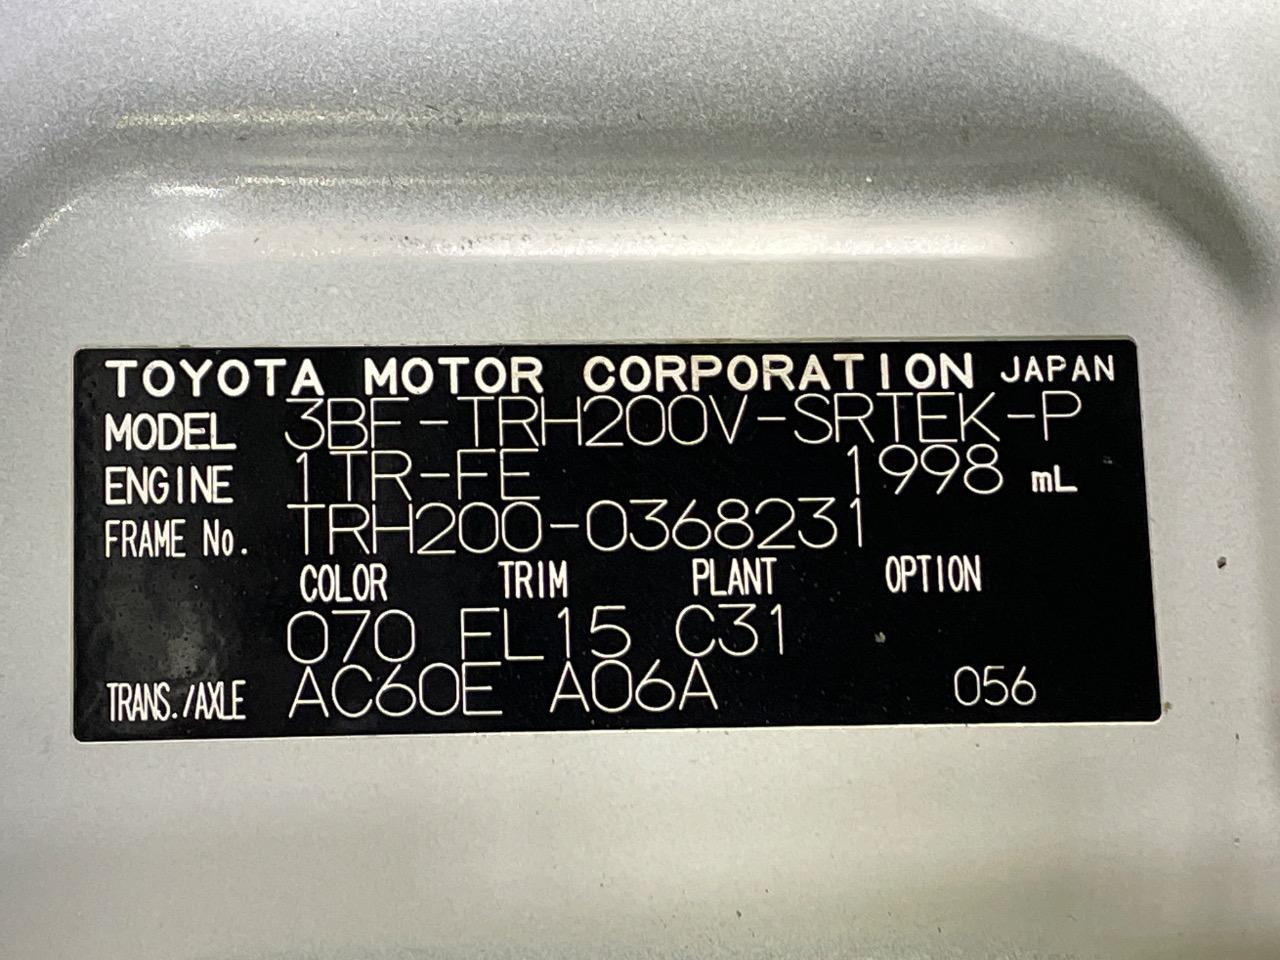 TOYOTA MOTOR CORPORATION JAPAN
MODEL 3BF-TRH200V-SRTEK-P
ENGINE 1TR-FE 1998 mL
FRAME No. TRH200-0368231
COLOR TRIM PLANT OPTION
070 FL15 C31
TRANS./AXLE AC60E A06A 056